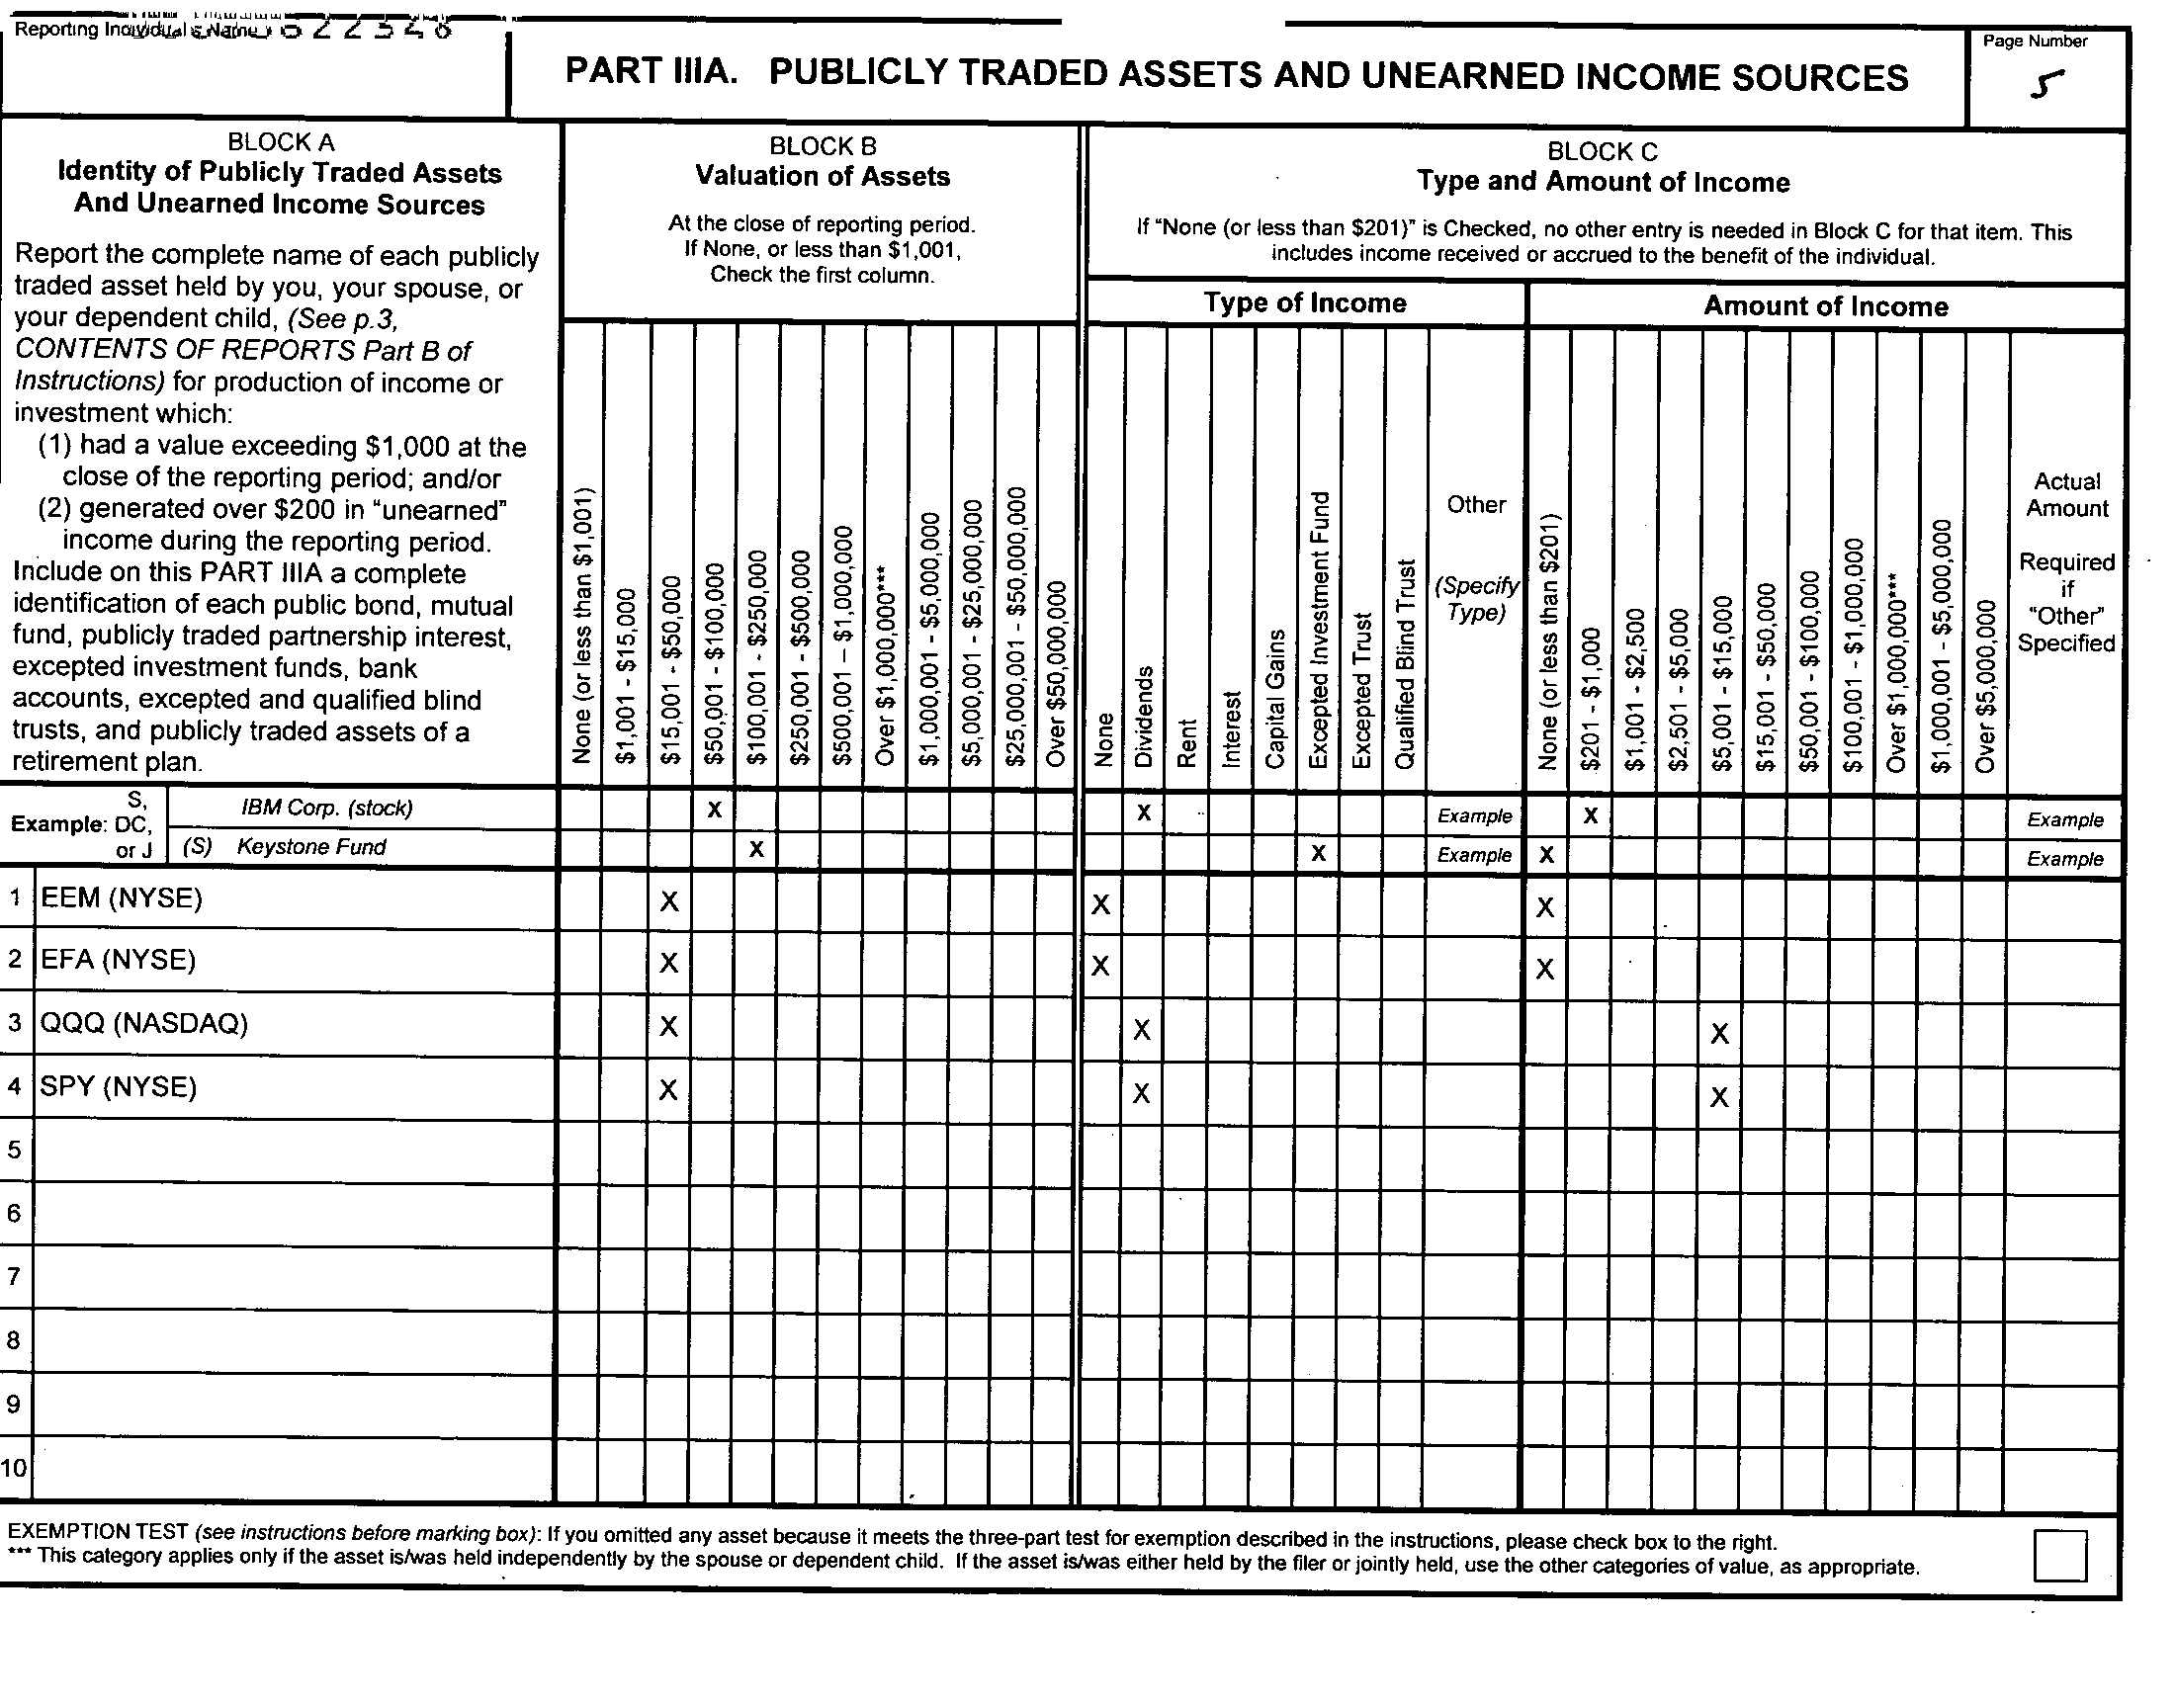 Reporting Individual's Name
PART IIIA. PUBLICLY TRADED ASSETS AND UNEARNED INCOME SOURCES
Page Number
5
BLOCK A
Identity of Publicly Traded Assets
And Unearned Income Sources
Report the complete name of each publicly
traded asset held by you, your spouse, or
your dependent child, (See p.3,
CONTENTS OF REPORTS Part B of
Instructions) for production of income or
investment which:
(1) had a value exceeding $1,000 at the
close of the reporting period; and/or
(2) generated over $200 in "unearned"
income during the reporting period.
Include on this PART IIIA a complete
identification of each public bond, mutual
fund, publicly traded partnership interest,
excepted investment funds, bank
accounts, excepted and qualified blind
trusts, and publicly traded assets of a
retirement plan.
BLOCK B
Valuation of Assets
At the close of reporting period.
If None, or less than $1,001,
Check the first column.
None (or less than $1,001)
$1,001 - $15,000
$15,001 - $50,000
$50,001 - $100,000
$100,001 - $250,000
$250,001 - $500,000
$500,001 – $1,000,000
Over $1,000,000***
$1,000,001 - $5,000,000
$5,000,001 - $25,000,000
$25,000,001 - $50,000,000
Over $50,000,000
BLOCK C
Type and Amount of Income
If "None (or less than $201)" is Checked, no other entry is needed in Block C for that item. This
includes income received or accrued to the benefit of the individual.
Type of Income
None
Dividends
Rent
Interest
Capital Gains
Excepted Investment Fund
Excepted Trust
Qualified Blind Trust
Other
(Specify
Type)
Amount of Income
None (or less than $201)
$201 - $1,000
$1,001 - $2,500
$2,501 - $5,000
$5,001 - $15,000
$15,001 - $50,000
$50,001 - $100,000
$100,001 - $1,000,000
Over $1,000,000***
$1,000,001 - $5,000,000
Over $5,000,000
Actual
Amount
Required
if
"Other"
Specified
Example:
S,
DC,
or J
IBM Corp. (stock) X X Example X Example
(S) Keystone Fund X X Example X Example
1 EEM (NYSE) X X X
2 EFA (NYSE) X X X
3 QQQ (NASDAQ) X X X
4 SPY (NYSE) X X X
5
6
7
8
9
10
EXEMPTION TEST (see instructions before marking box): If you omitted any asset because it meets the three-part test for exemption described in the instructions, please check box to the right.
*** This category applies only if the asset is/was held independently by the spouse or dependent child. If the asset is/was either held by the filer or jointly held, use the other categories of value, as appropriate.